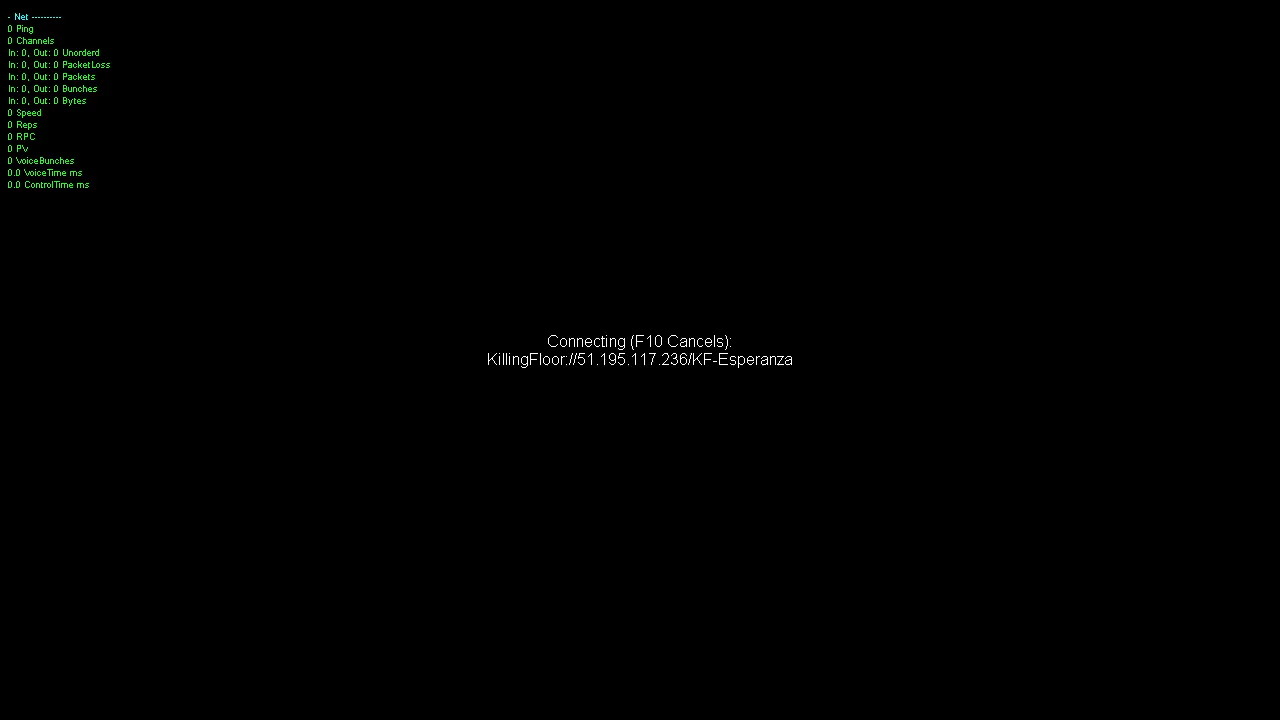 - Net ----------
0 Ping
0 Channels
In: 0, Out: 0 Unorderd
In: 0, Out: 0 PacketLoss
In: 0, Out: 0 Packets
In: 0, Out: 0 Bunches
In: 0, Out: 0 Bytes
0 Speed
0 Reps
0 RPC
0 PV
0 VoiceBunches
0.0 VoiceTime ms
0.0 ControlTime ms
Connecting (F10 Cancels):
KillingFloor://51.195.117.236/KF-Esperanza